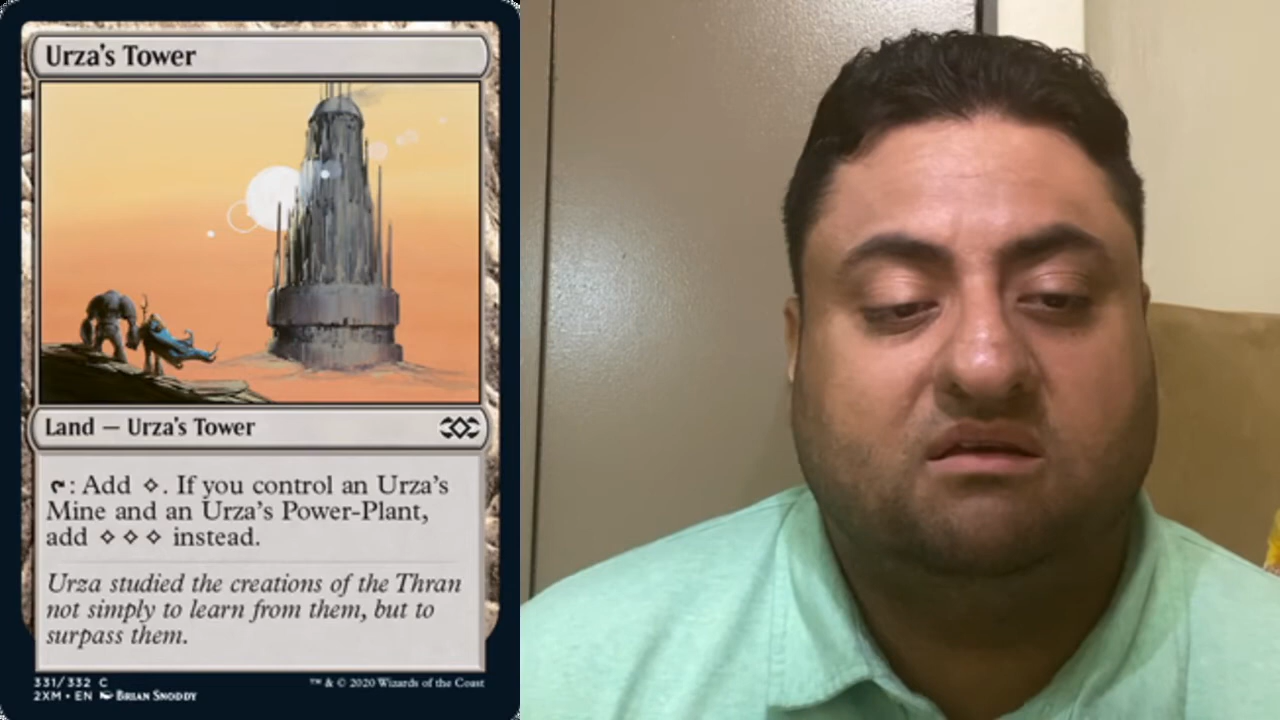 Urza's Tower
Land — Urza's Tower
: Add . If you control an Urza's
Mine and an Urza's Power-Plant,
add instead.
Urza studied the creations of the Thran
not simply to learn from them, but to
surpass them.
331/332 C
2XM • EN Brian Snoddy
™ & © 2020 Wizards of the Coast